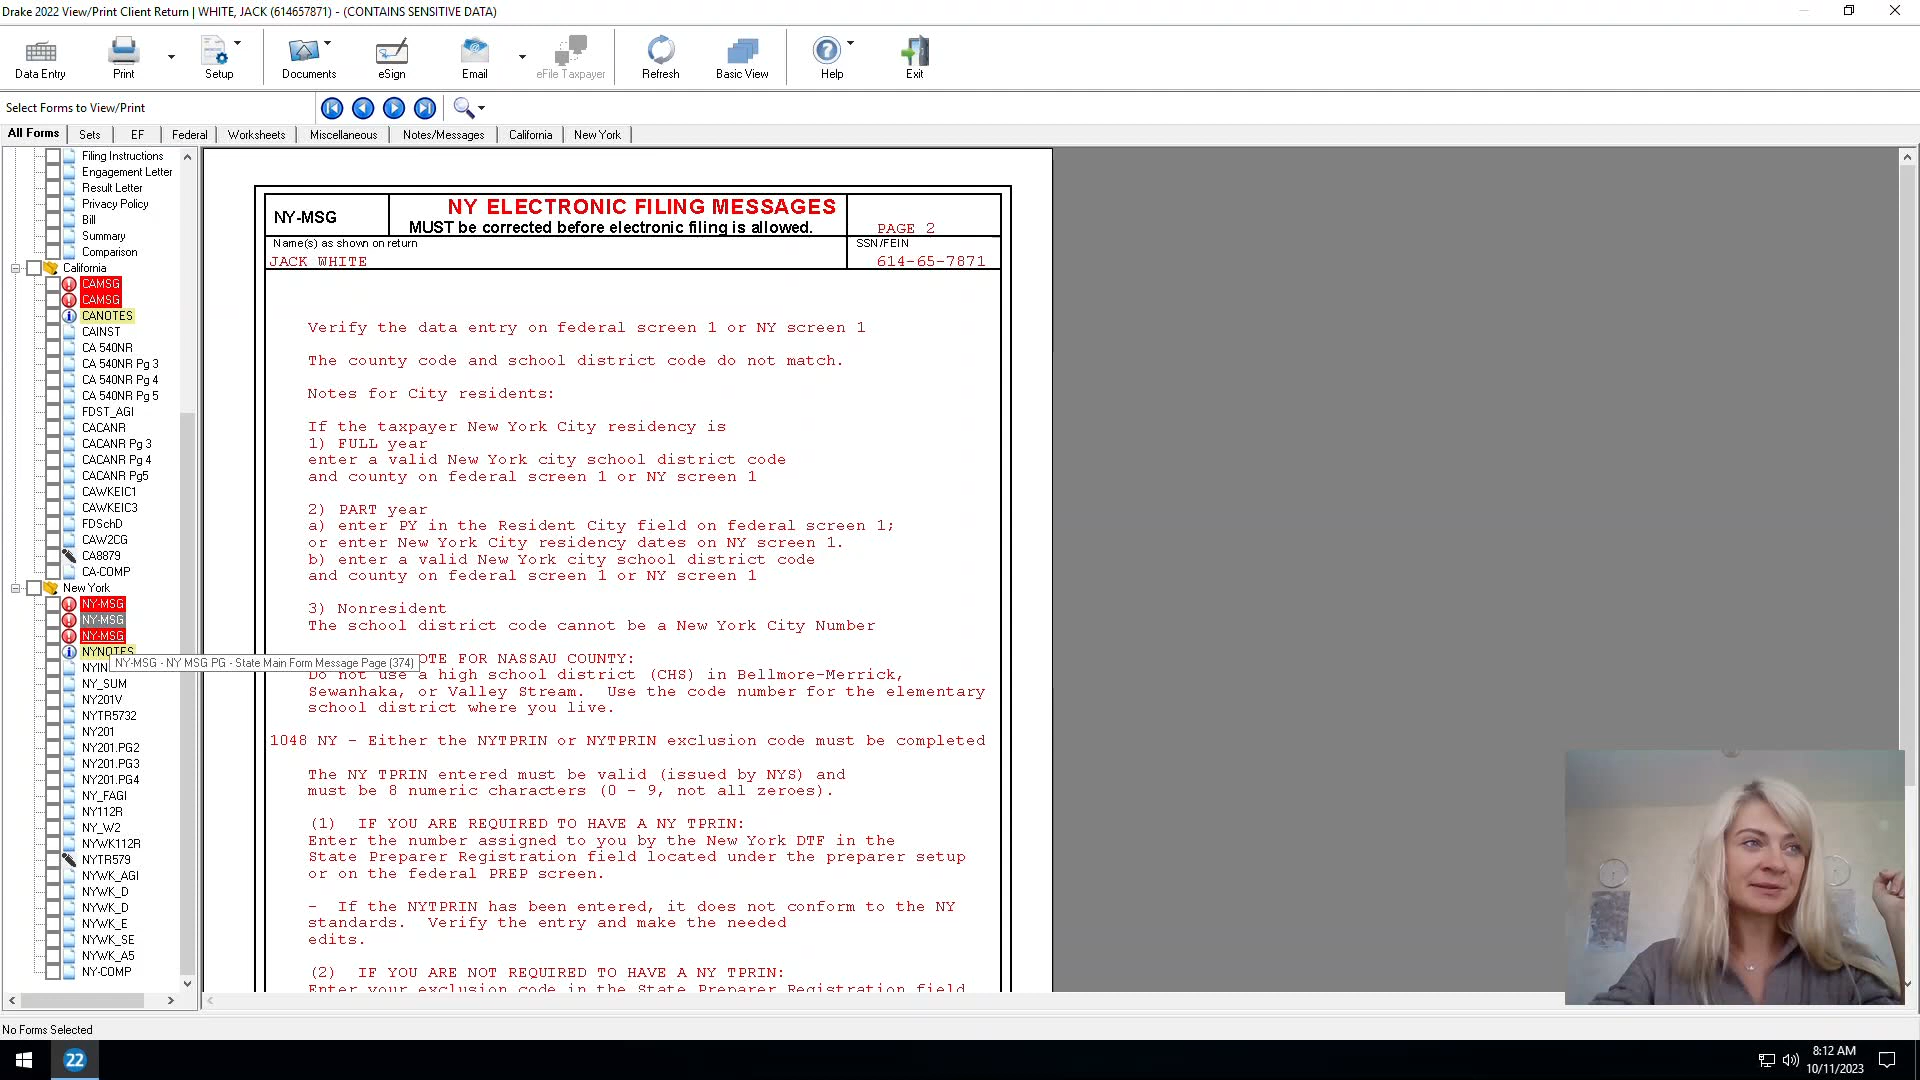 Drake 2022 View/Print Client Return | WHITE, JACK (614657871) - (CONTAINS SENSITIVE DATA)
Data Entry
Print
Setup
Documents
eSign
Email
eFile Taxpayer
Refresh
Basic View
Help
Exit
Select Forms to View/Print
All Forms Sets EF Federal Worksheets Miscellaneous Notes/Messages California New York
Filing Instructions
Engagement Letter
Result Letter
Privacy Policy
Bill
Summary
Comparison
California
CAMSG
CAMSG
CANOTES
CAINST
CA 540NR
CA 540NR Pg 3
CA 540NR Pg 4
CA 540NR Pg 5
FDST_AGI
CACANR
CACANR Pg 3
CACANR Pg 4
CACANR Pg5
CAWKEIC1
CAWKEIC3
FDSchD
CAW2CG
CA8879
CA-COMP
New York
NY-MSG
NY-MSG
NY-MSG
NYNOTES
NYIN
NY-MSG - NY MSG PG - State Main Form Message Page (374)
NY_SUM
NY201V
NYTR5732
NY201
NY201.PG2
NY201.PG3
NY201.PG4
NY_FAGI
NY112R
NY_W2
NYWK112R
NYTR579
NYWK_AGI
NYWK_D
NYWK_D
NYWK_E
NYWK_SE
NYWK_A5
NY-COMP
NY-MSG
NY ELECTRONIC FILING MESSAGES
MUST be corrected before electronic filing is allowed.
PAGE 2
Name(s) as shown on return
SSN/FEIN
JACK WHITE
614-65-7871
Verify the data entry on federal screen 1 or NY screen 1
The county code and school district code do not match.
Notes for City residents:
If the taxpayer New York City residency is
1) FULL year
enter a valid New York city school district code
and county on federal screen 1 or NY screen 1
2) PART year
a) enter PY in the Resident City field on federal screen 1;
or enter New York City residency dates on NY screen 1.
b) enter a valid New York city school district code
and county on federal screen 1 or NY screen 1
3) Nonresident
The school district code cannot be a New York City Number
OTE FOR NASSAU COUNTY:
Do not use a high school district (CHS) in Bellmore-Merrick,
Sewanhaka, or Valley Stream. Use the code number for the elementary
school district where you live.
1048 NY - Either the NYTPRIN or NYTPRIN exclusion code must be completed
The NY TPRIN entered must be valid (issued by NYS) and
must be 8 numeric characters (0 - 9, not all zeroes).
(1) IF YOU ARE REQUIRED TO HAVE A NY TPRIN:
Enter the number assigned to you by the New York DTF in the
State Preparer Registration field located under the preparer setup
or on the federal PREP screen.
- If the NYTPRIN has been entered, it does not conform to the NY
standards. Verify the entry and make the needed
edits.
(2) IF YOU ARE NOT REQUIRED TO HAVE A NY TPRIN:
Enter your exclusion code in the State Preparer Registration field
No Forms Selected
22
8:12 AM
10/11/2023